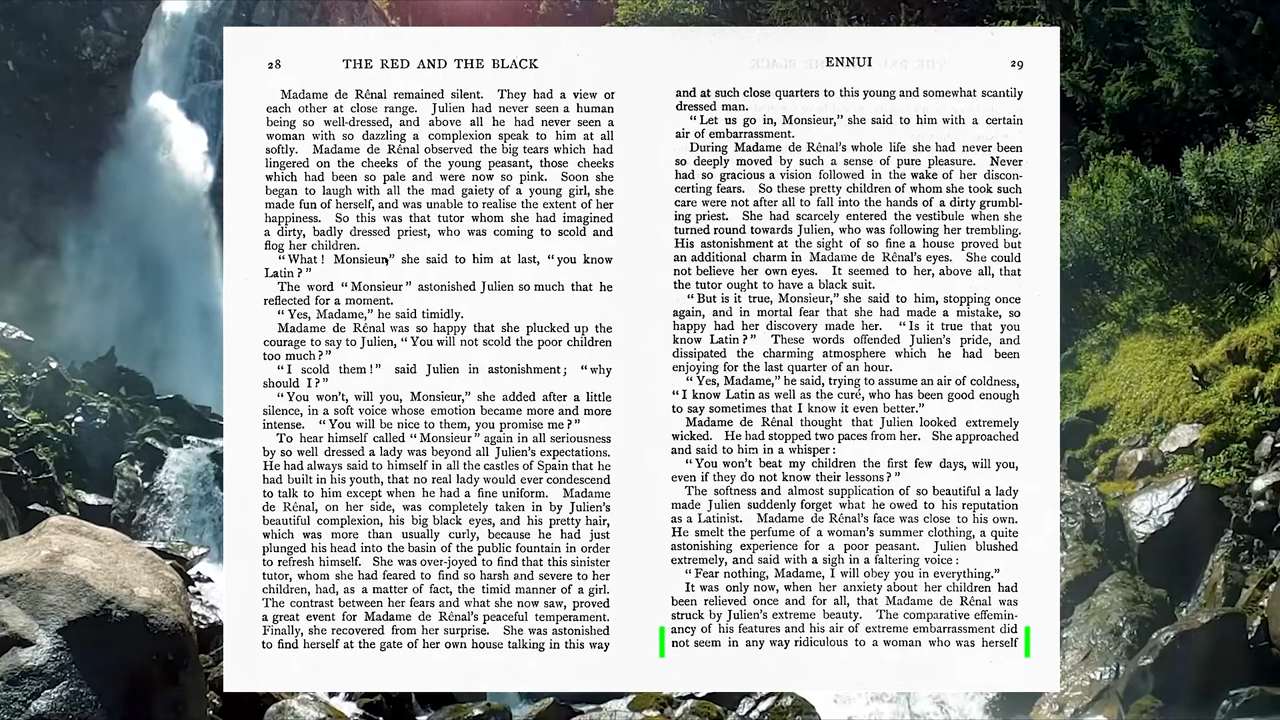 28 THE RED AND THE BLACK
Madame de Rênal remained silent. They had a view or
each other at close range. Julien had never seen a human
being so well-dressed, and above all he had never seen a
woman with so dazzling a complexion speak to him at all
softly. Madame de Rênal observed the big tears which had
lingered on the cheeks of the young peasant, those cheeks
which had been so pale and were now so pink. Soon she
began to laugh with all the mad gaiety of a young girl, she
made fun of herself, and was unable to realise the extent of her
happiness. So this was that tutor whom she had imagined
a dirty, badly dressed priest, who was coming to scold and
flog her children.
“What! Monsieur,” she said to him at last, “you know
Latin?”
The word “Monsieur” astonished Julien so much that he
reflected for a moment.
“Yes, Madame,” he said timidly.
Madame de Rênal was so happy that she plucked up the
courage to say to Julien, “You will not scold the poor children
too much?”
“I scold them!” said Julien in astonishment; “why
should I?”
“You won’t, will you, Monsieur,” she added after a little
silence, in a soft voice whose emotion became more and more
intense. “You will be nice to them, you promise me?”
To hear himself called “Monsieur” again in all seriousness
by so well dressed a lady was beyond all Julien’s expectations.
He had always said to himself in all the castles of Spain that he
had built in his youth, that no real lady would ever condescend
to talk to him except when he had a fine uniform. Madame
de Rênal, on her side, was completely taken in by Julien’s
beautiful complexion, his big black eyes, and his pretty hair,
which was more than usually curly, because he had just
plunged his head into the basin of the public fountain in order
to refresh himself. She was over-joyed to find that this sinister
tutor, whom she had feared to find so harsh and severe to her
children, had, as a matter of fact, the timid manner of a girl.
The contrast between her fears and what she now saw, proved
a great event for Madame de Rênal’s peaceful temperament.
Finally, she recovered from her surprise. She was astonished
to find herself at the gate of her own house talking in this way
ENNUI 29
and at such close quarters to this young and somewhat scantily
dressed man.
“Let us go in, Monsieur,” she said to him with a certain
air of embarrassment.
During Madame de Rênal’s whole life she had never been
so deeply moved by such a sense of pure pleasure. Never
had so gracious a vision followed in the wake of her discon-
certing fears. So these pretty children of whom she took such
care were not after all to fall into the hands of a dirty grumbl-
ing priest. She had scarcely entered the vestibule when she
turned round towards Julien, who was following her trembling.
His astonishment at the sight of so fine a house proved but
an additional charm in Madame de Rênal’s eyes. She could
not believe her own eyes. It seemed to her, above all, that
the tutor ought to have a black suit.
“But is it true, Monsieur,” she said to him, stopping once
again, and in mortal fear that she had made a mistake, so
happy had her discovery made her. “Is it true that you
know Latin?” These words offended Julien’s pride, and
dissipated the charming atmosphere which he had been
enjoying for the last quarter of an hour.
“Yes, Madame,” he said, trying to assume an air of coldness,
“I know Latin as well as the curé, who has been good enough
to say sometimes that I know it even better.”
Madame de Rênal thought that Julien looked extremely
wicked. He had stopped two paces from her. She approached
and said to him in a whisper:
“You won’t beat my children the first few days, will you,
even if they do not know their lessons?”
The softness and almost supplication of so beautiful a lady
made Julien suddenly forget what he owed to his reputation
as a Latinist. Madame de Rênal’s face was close to his own.
He smelt the perfume of a woman’s summer clothing, a quite
astonishing experience for a poor peasant. Julien blushed
extremely, and said with a sigh in a faltering voice:
“Fear nothing, Madame, I will obey you in everything.”
It was only now, when her anxiety about her children had
been relieved once and for all, that Madame de Rênal was
struck by Julien’s extreme beauty. The comparative effemin-
ancy of his features and his air of extreme embarrassment did
not seem in any way ridiculous to a woman who was herself